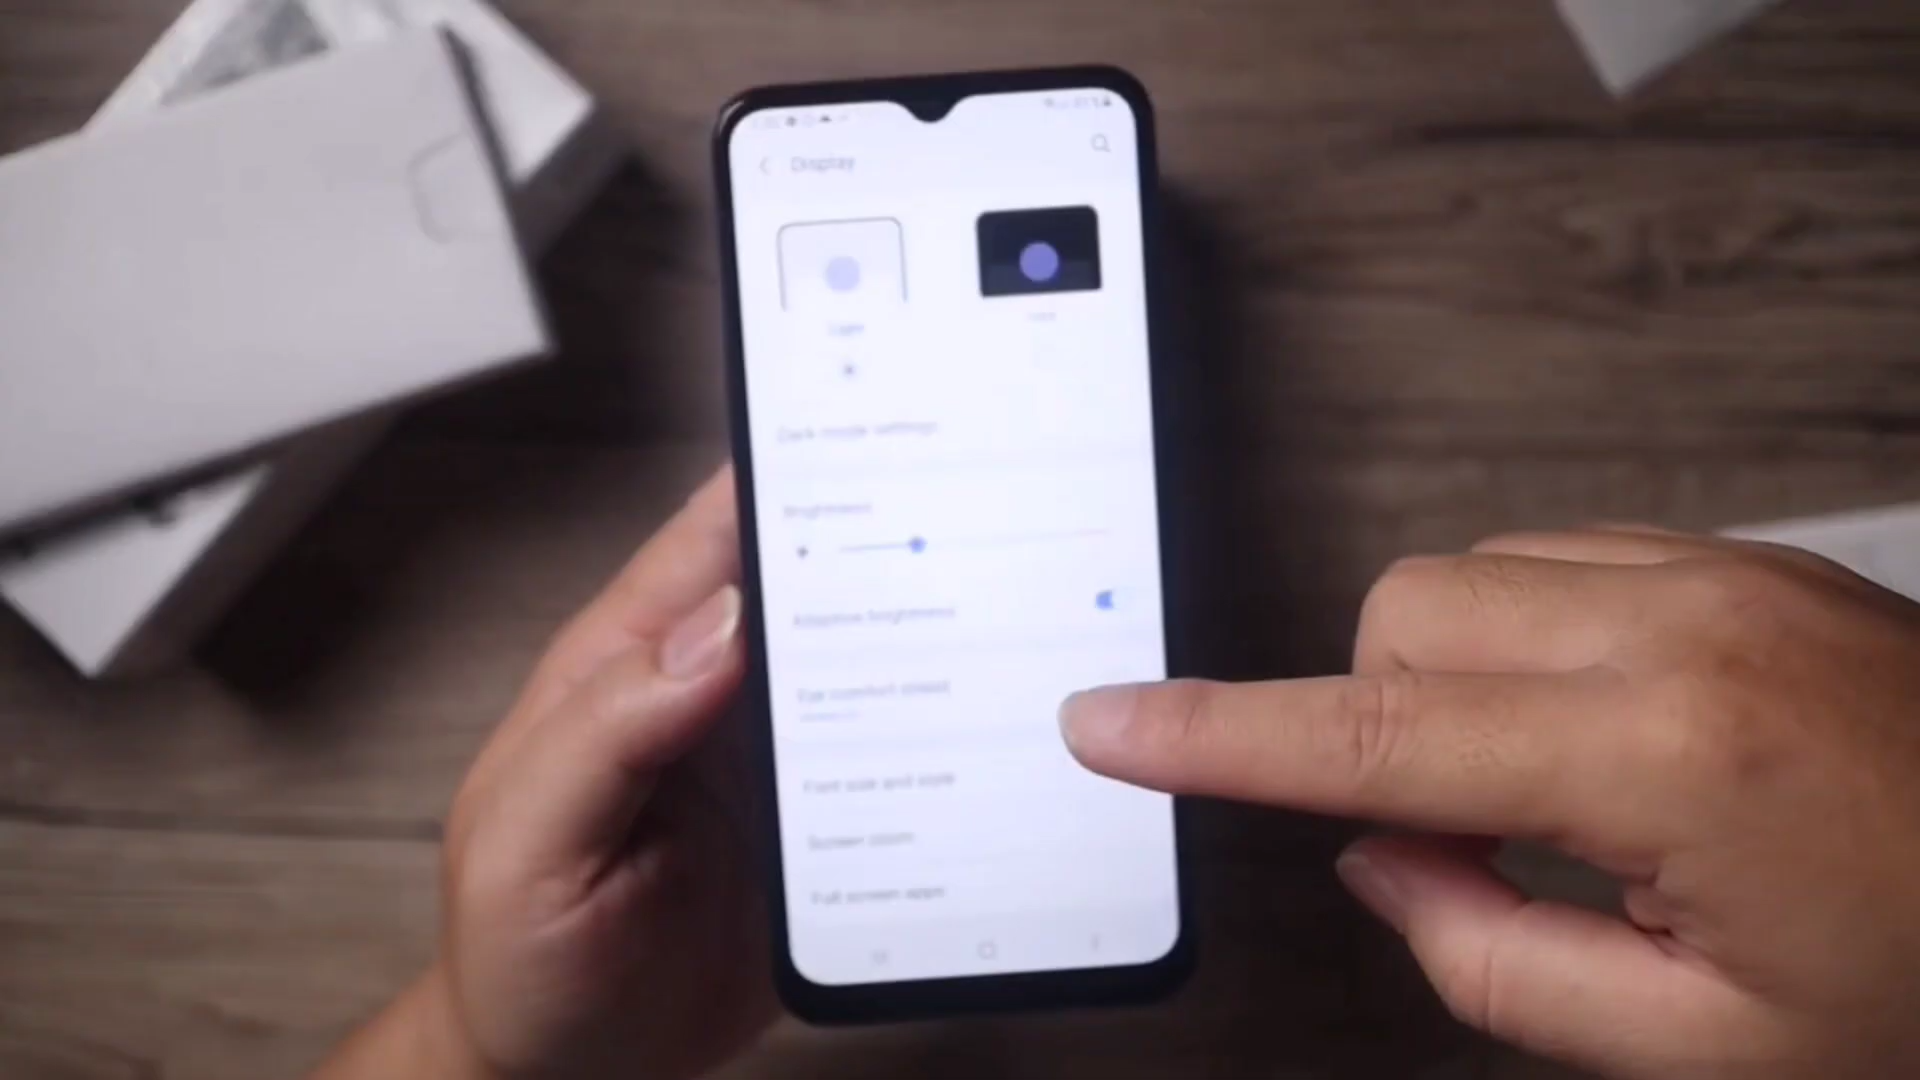 Display
Light
Dark mode settings
Brightness
Adaptive brightness
Eye comfort shield
Font size and style
Screen zoom
Full screen apps